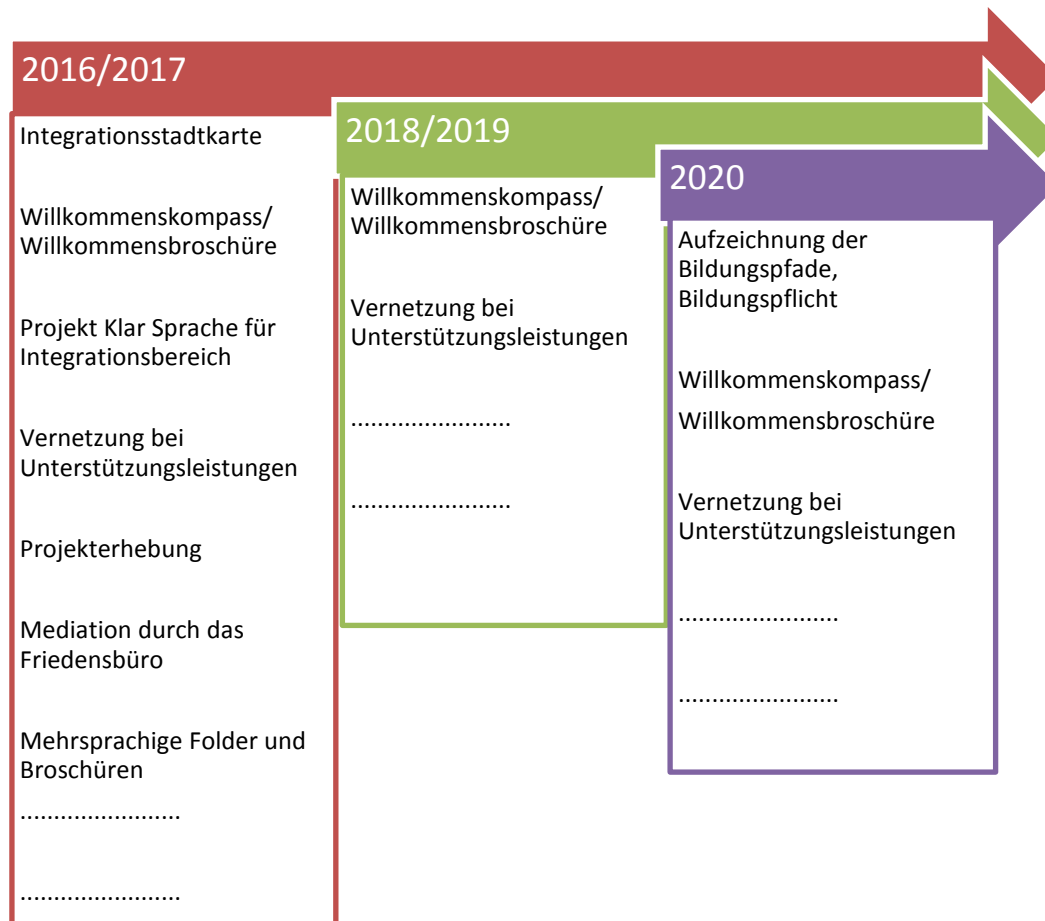 2016/2017
Integrationsstadtkarte
Willkommenskompass/
Willkommensbroschüre
Projekt Klar Sprache für
Integrationsbereich
Vernetzung bei
Unterstützungsleistungen
Projekterhebung
Mediation durch das
Friedensbüro
Mehrsprachige Folder und
Broschüren
........................
........................
2018/2019
Willkommenskompass/
Willkommensbroschüre
Vernetzung bei
Unterstützungsleistungen
........................
........................
2020
Aufzeichnung der
Bildungspfade,
Bildungspflicht
Willkommenskompass/
Willkommensbroschüre
Vernetzung bei
Unterstützungsleistungen
........................
........................